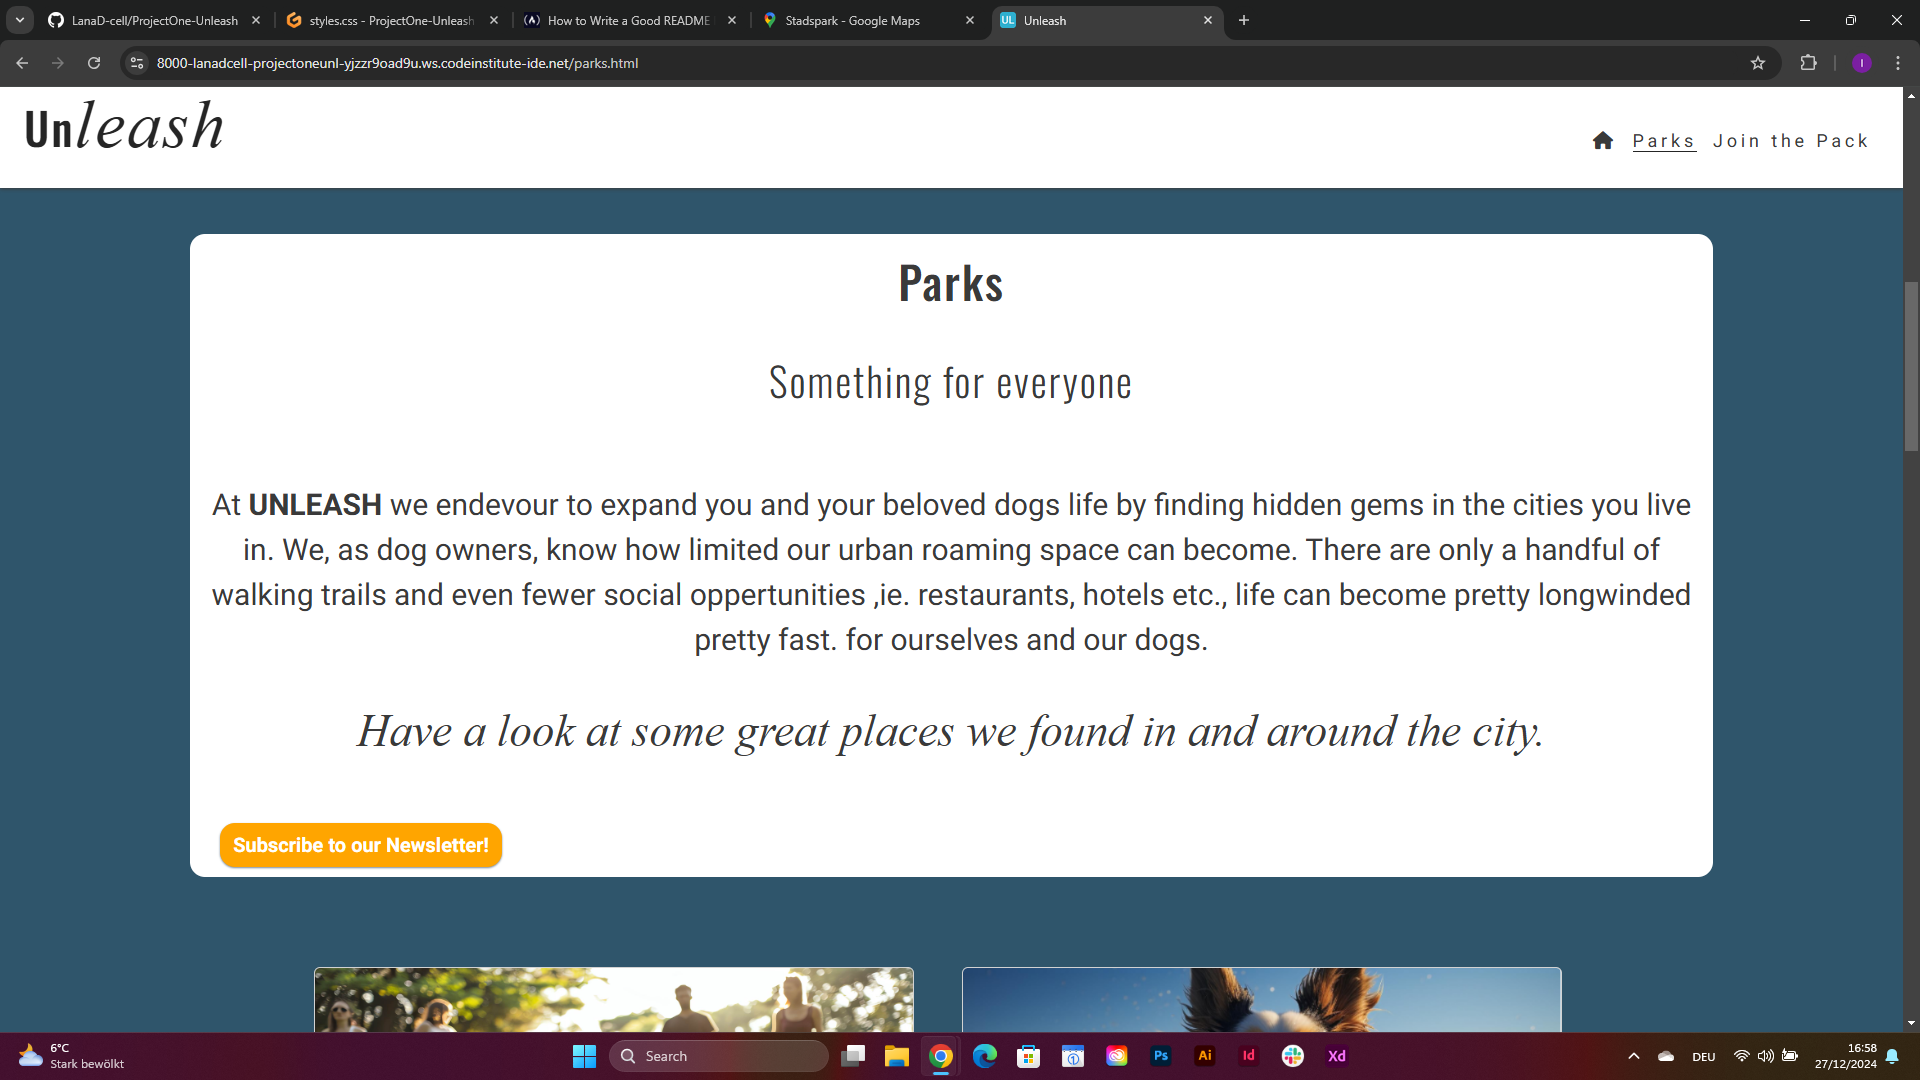 LanaD-cell/ProjectOne-Unleash
styles.css - ProjectOne-Unleash
How to Write a Good README
Stadspark - Google Maps
UL Unleash
8000-lanadcell-projectoneunl-yjzzr9oad9u.ws.codeinstitute-ide.net/parks.html
I
Unleash
Parks
Join the Pack
Parks
Something for everyone
At UNLEASH we endevour to expand you and your beloved dogs life by finding hidden gems in the cities you live
in. We, as dog owners, know how limited our urban roaming space can become. There are only a handful of
walking trails and even fewer social oppertunities ,ie. restaurants, hotels etc., life can become pretty longwinded
pretty fast. for ourselves and our dogs.
Have a look at some great places we found in and around the city.
Subscribe to our Newsletter!
6°C
Stark bewölkt
Search
Ps
Ai
Id
Xd
DEU
16:58
27/12/2024